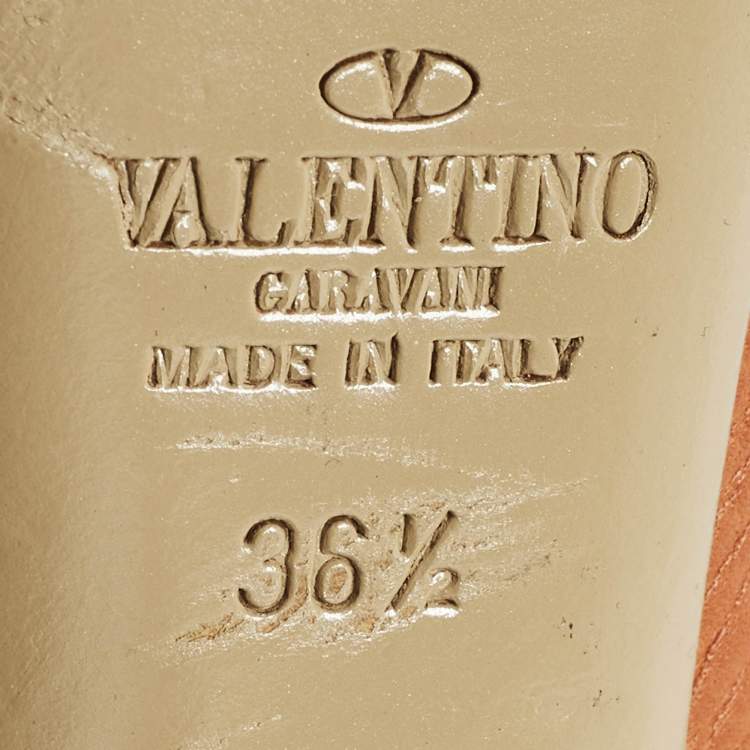 V
VALENTINO
GARAVANI
MADE IN ITALY
36 ½